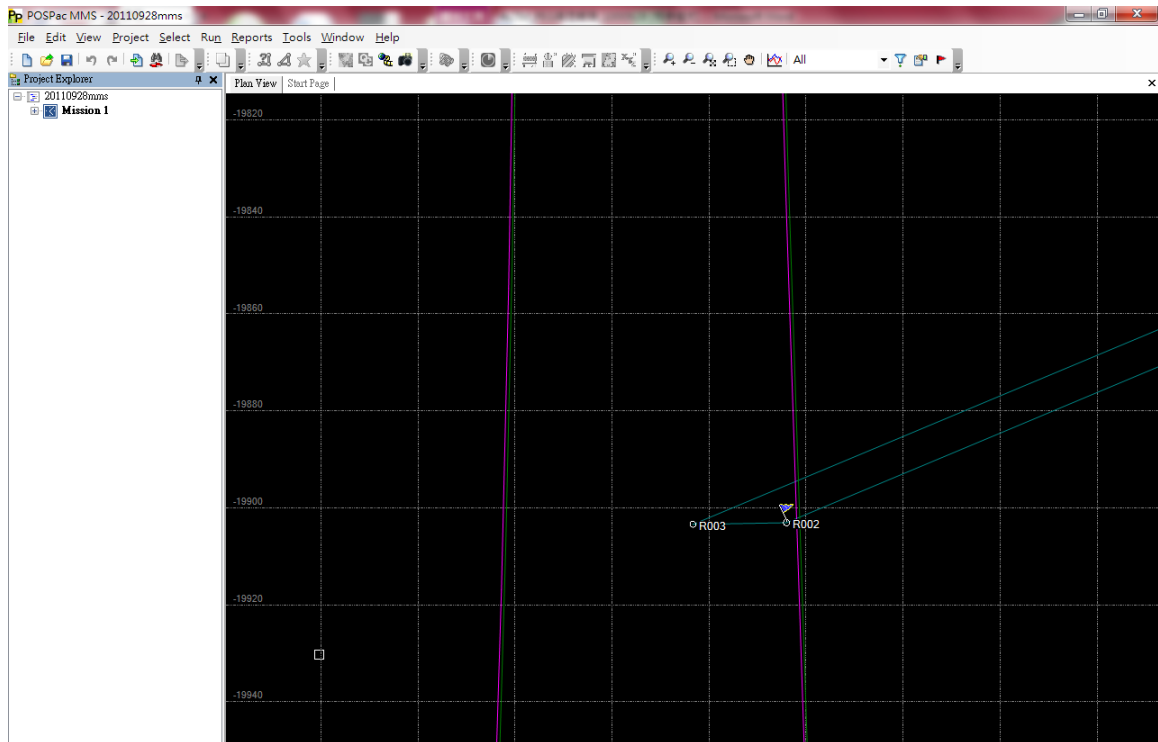 POSPac MMS - 20110928mms
File Edit View Project Select Run Reports Tools Window Help
All
Project Explorer
Plan View Start Page
20110928mms
Mission 1
-19820
-19840
-19860
-19880
-19900
R003 R002
-19920
-19940